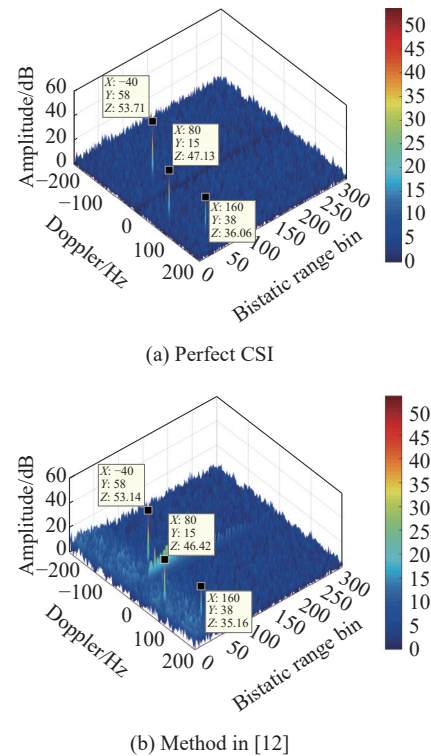 Amplitude/dB
60
40
20
0
−200
−100
0
100
200
Doppler/Hz
0
50
100
150
200
250
300
Bistatic range bin
X: −40
Y: 58
Z: 53.71
X: 80
Y: 15
Z: 47.13
X: 160
Y: 38
Z: 36.06
50
45
40
35
30
25
20
15
10
5
0
(a) Perfect CSI
Amplitude/dB
60
40
20
0
−200
−100
0
100
200
Doppler/Hz
0
50
100
150
200
250
300
Bistatic range bin
X: −40
Y: 58
Z: 53.14
X: 80
Y: 15
Z: 46.42
X: 160
Y: 38
Z: 35.16
50
45
40
35
30
25
20
15
10
5
0
(b) Method in [12]